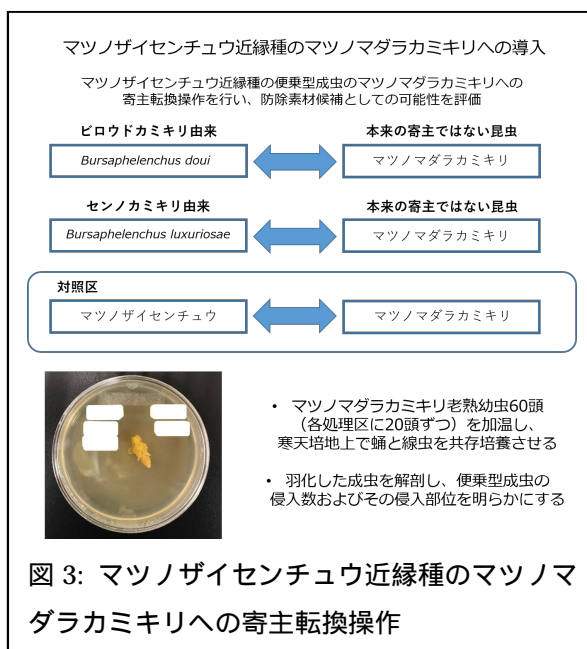 マツノザイセンチュウ近縁種のマツノマダラカミキリへの導入
マツノザイセンチュウ近縁種の便乗型成虫のマツノマダラカミキリへの
寄主転換操作を行い、防除素材候補としての可能性を評価
ビロウドカミキリ由来
本来の寄主ではない昆虫
Bursaphelenchus doui
マツノマダラカミキリ
センノカミキリ由来
本来の寄主ではない昆虫
Bursaphelenchus luxuriosae
マツノマダラカミキリ
対照区
マツノザイセンチュウ
マツノマダラカミキリ
• マツノマダラカミキリ老熟幼虫60頭
（各処理区に20頭ずつ）を加温し、
寒天培地上で蛹と線虫を共存培養させる
• 羽化した成虫を解剖し、便乗型成虫の
侵入数およびその侵入部位を明らかにする
図 3: マツノザイセンチュウ近縁種のマツノマ
ダラカミキリへの寄主転換操作